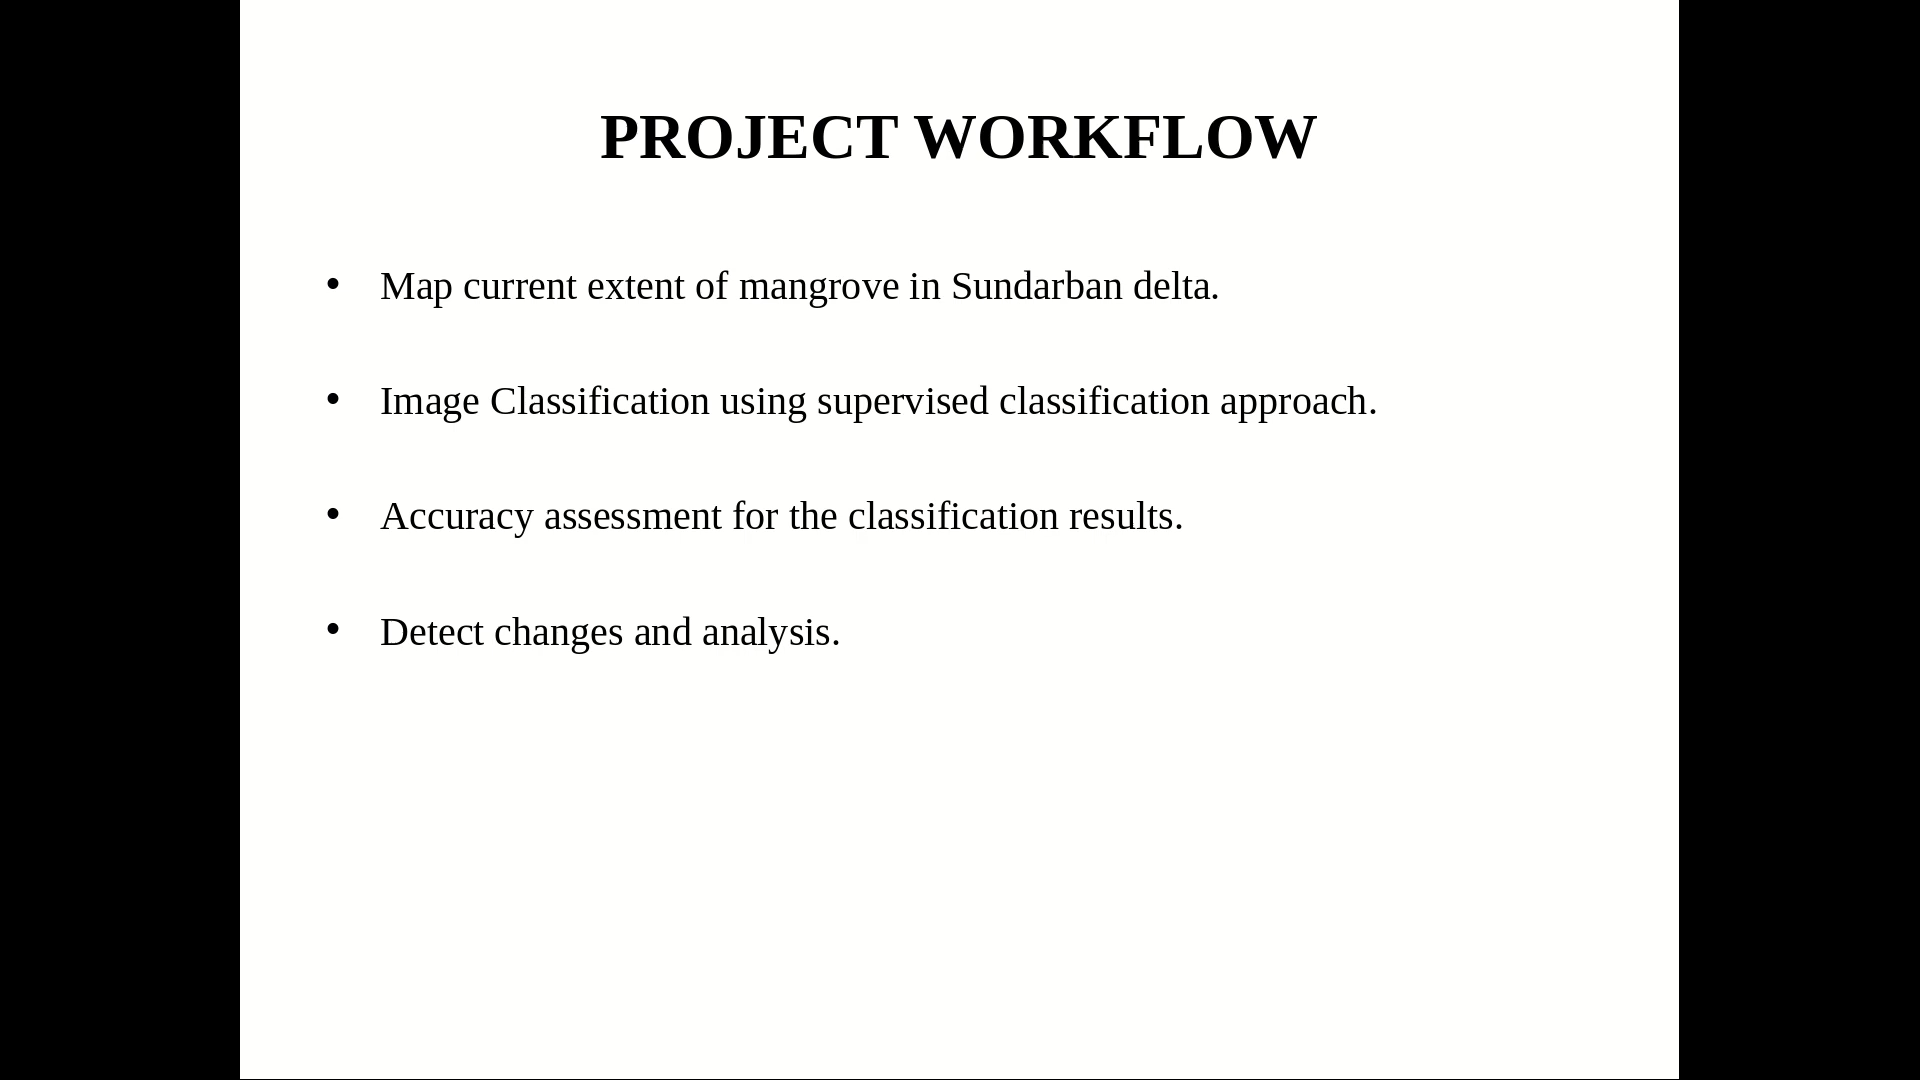 PROJECT WORKFLOW
• Map current extent of mangrove in Sundarban delta.
• Image Classification using supervised classification approach.
• Accuracy assessment for the classification results.
• Detect changes and analysis.